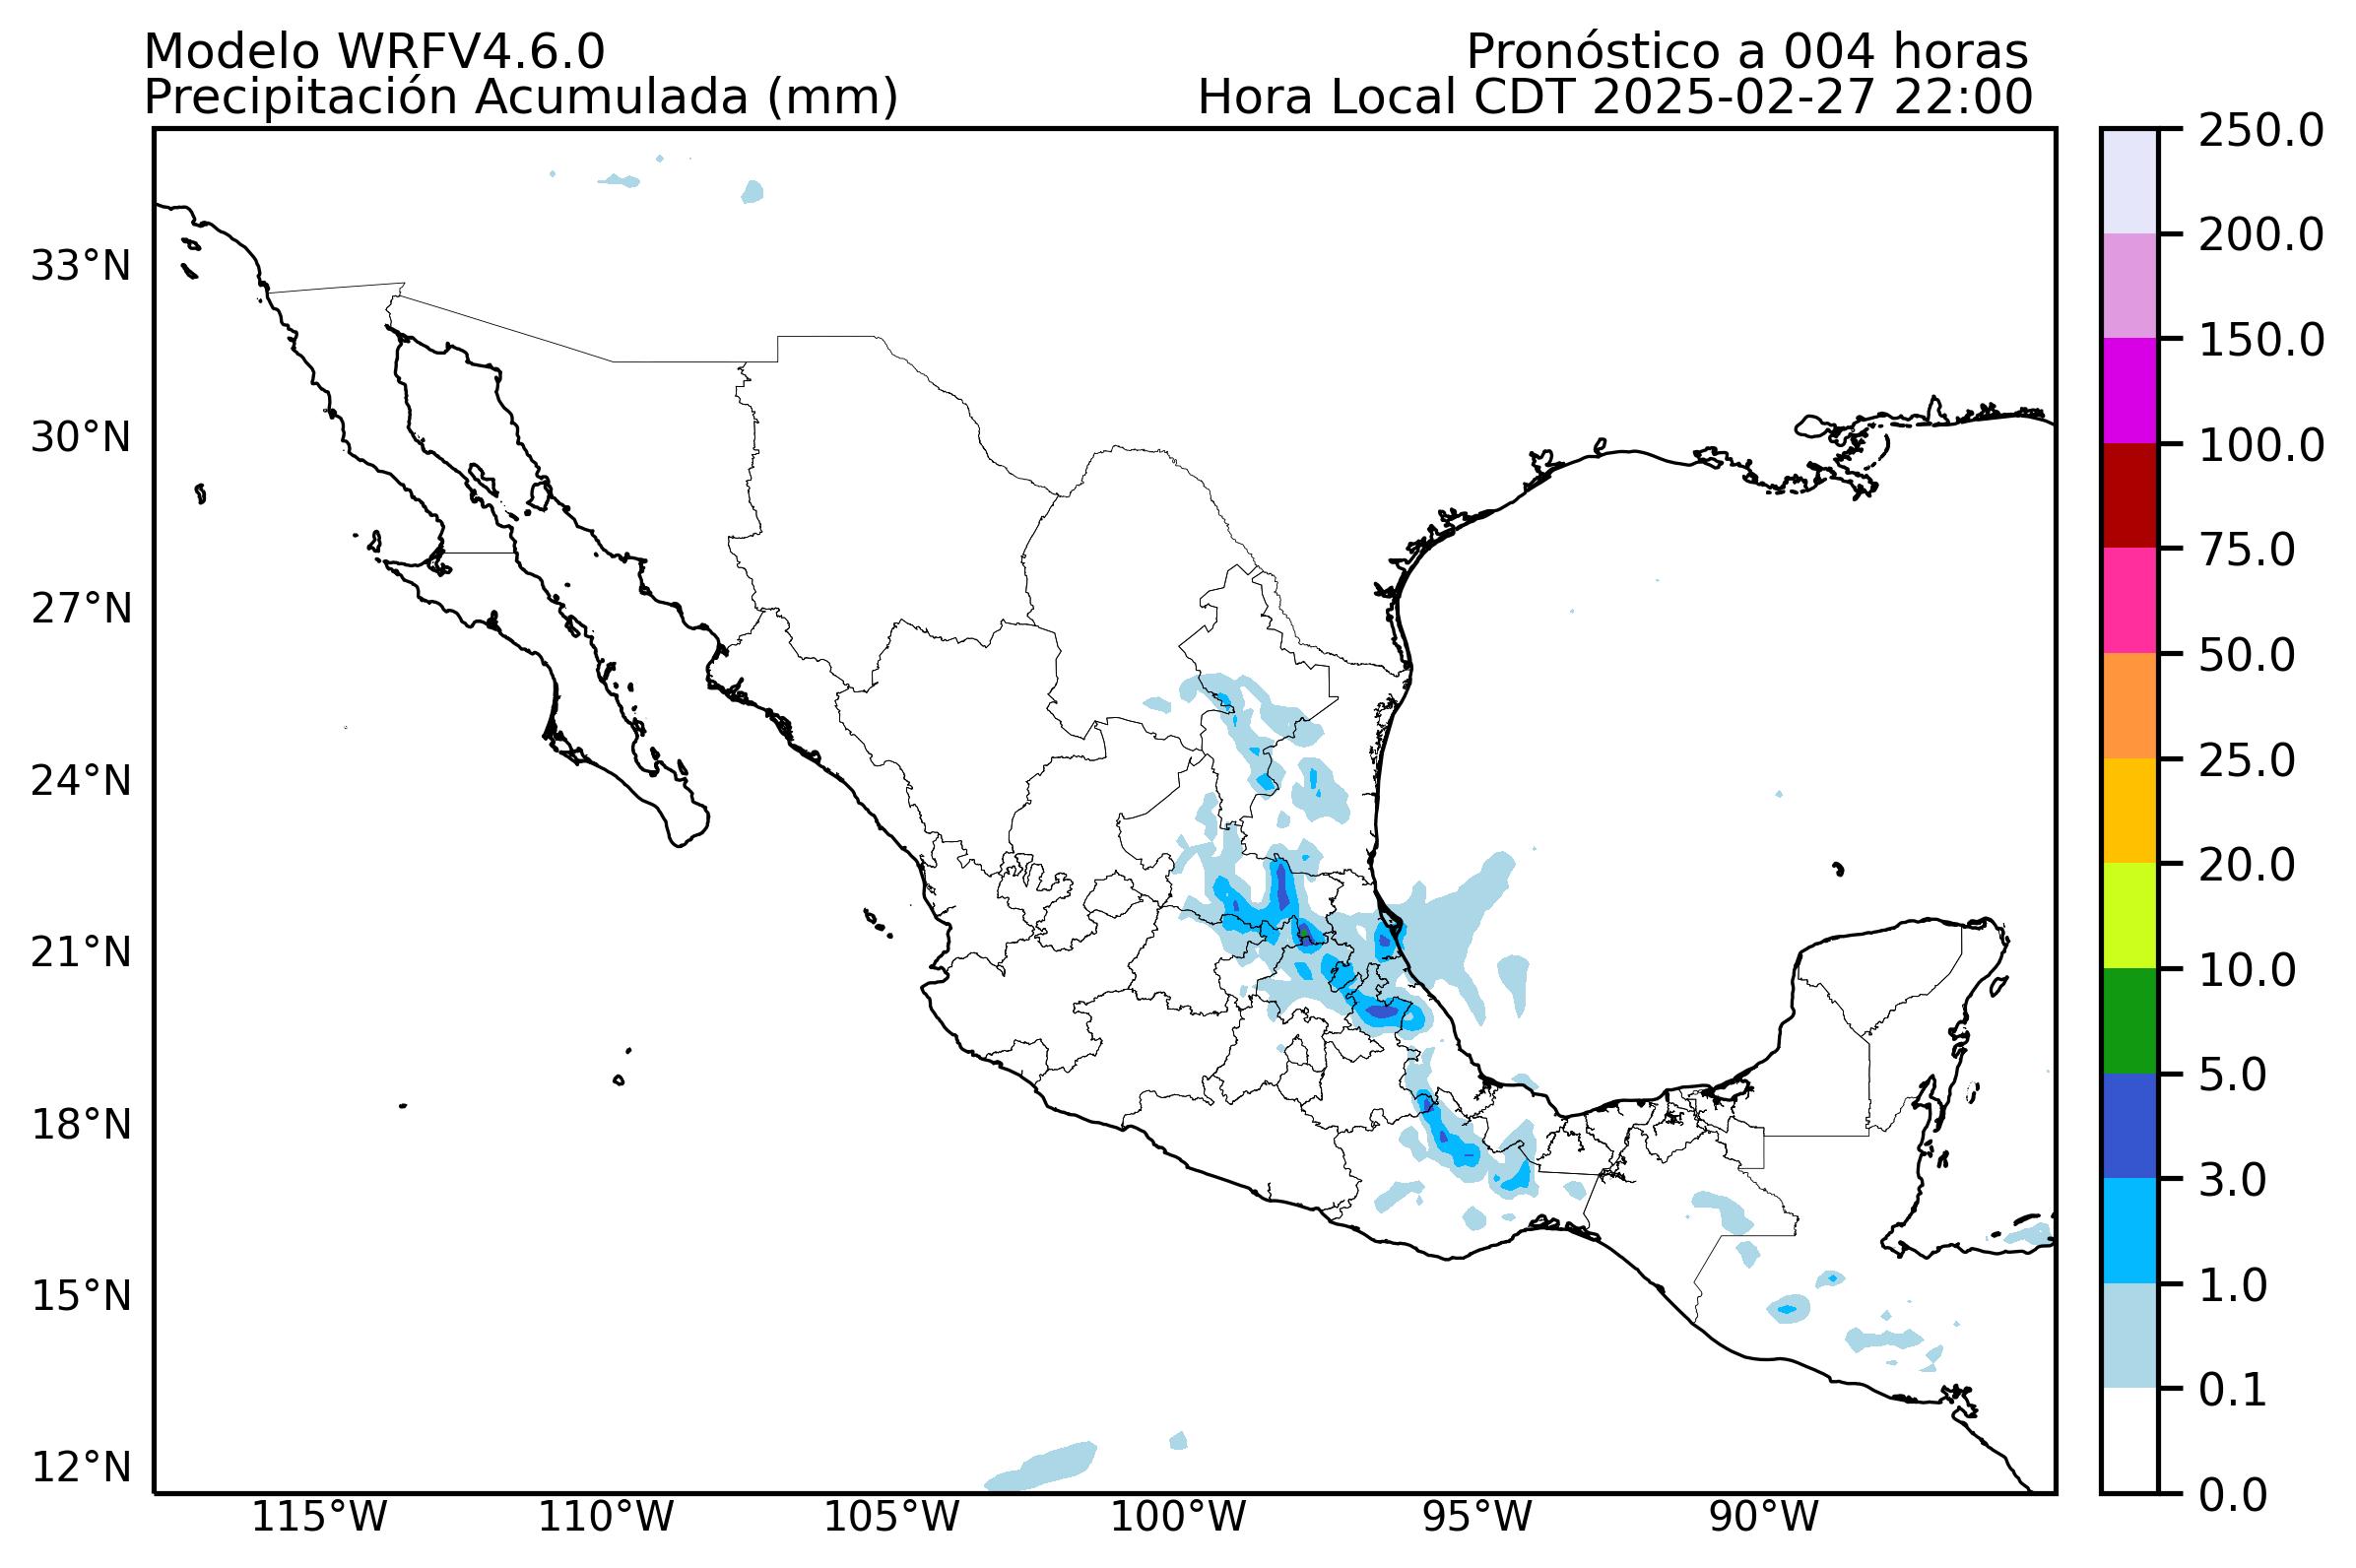 Modelo WRFV4.6.0
Pronóstico a 004 horas
Precipitación Acumulada (mm)
Hora Local CDT 2025-02-27 22:00
33°N
30°N
27°N
24°N
21°N
18°N
15°N
12°N
115°W
110°W
105°W
100°W
95°W
90°W
250.0
200.0
150.0
100.0
75.0
50.0
25.0
20.0
10.0
5.0
3.0
1.0
0.1
0.0